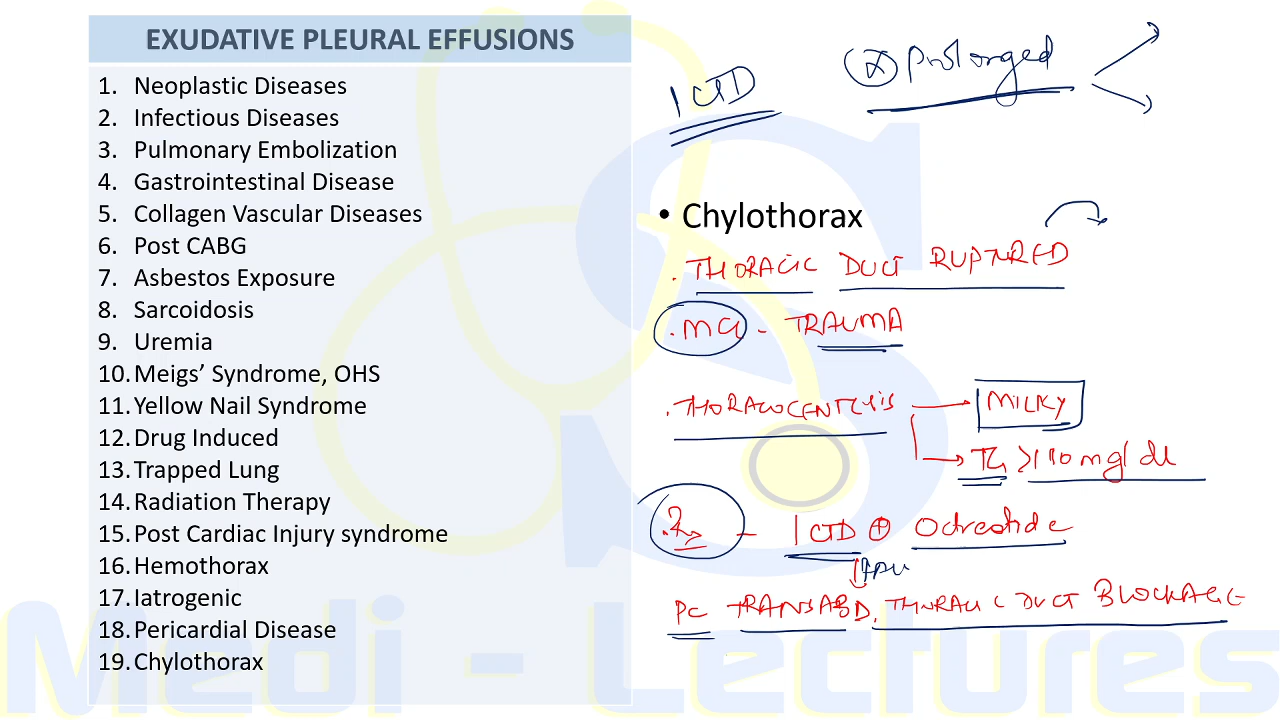 EXUDATIVE PLEURAL EFFUSIONS
1. Neoplastic Diseases
2. Infectious Diseases
3. Pulmonary Embolization
4. Gastrointestinal Disease
5. Collagen Vascular Diseases
6. Post CABG
7. Asbestos Exposure
8. Sarcoidosis
9. Uremia
10. Meigs’ Syndrome, OHS
11. Yellow Nail Syndrome
12. Drug Induced
13. Trapped Lung
14. Radiation Therapy
15. Post Cardiac Injury syndrome
16. Hemothorax
17. Iatrogenic
18. Pericardial Disease
19. Chylothorax
ICTD
Prolonged
• Chylothorax
. THORACIC DUCT RUPTURED
. MC - TRAUMA
. THORACOCENTESIS → MILKY
→ TG >110 mg/dl
. Rx - ICTD ⊕ Octreotide
PC TRANSABD. THORACIC DUCT BLOCKAGE
Medi - Lectures